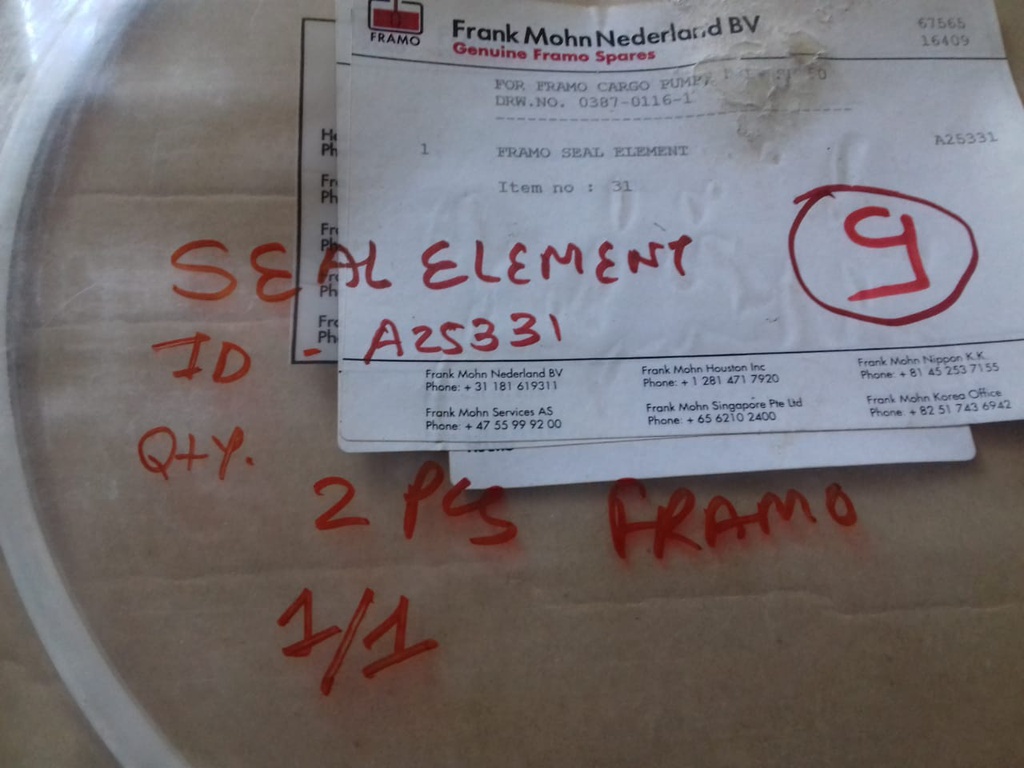 FRAMO
Frank Mohn Nederland BV
Genuine Framo Spares
67565
16409
FOR FRAMO CARGO PUMP,
DRW.NO. 0387-0116-1
1 FRAMO SEAL ELEMENT A25331
Item no : 31
9
SEAL ELEMENT
ID - A25331
Frank Mohn Nederland BV
Phone: + 31 181 619311
Frank Mohn Houston Inc
Phone: + 1 281 471 7920
Frank Mohn Nippon K.K.
Phone: + 81 45 253 7155
Frank Mohn Services AS
Phone: + 47 55 99 92 00
Frank Mohn Singapore Pte Ltd
Phone: + 65 6210 2400
Frank Mohn Korea Office
Phone: + 82 51 743 6942
Qty.
2 PCS FRAMO
1/1